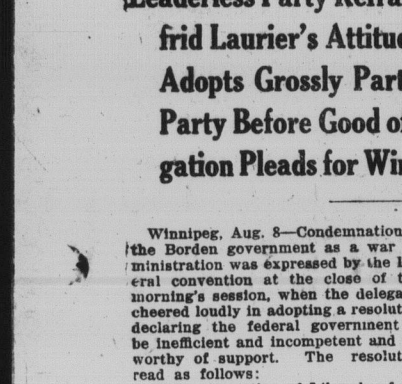 Leaderless Party
frid Laurier's
Adopts Grossly
Party Before Good
gation Pleads for
Winnipeg, Aug. 8—Condemnation
the Borden government as a war
ministration was expressed by the
eral convention at the close of
morning's session, when the delega
cheered loudly in adopting a resolut
declaring the federal government
be inefficient and incompetent and
worthy of support. The resolut
read as follows: